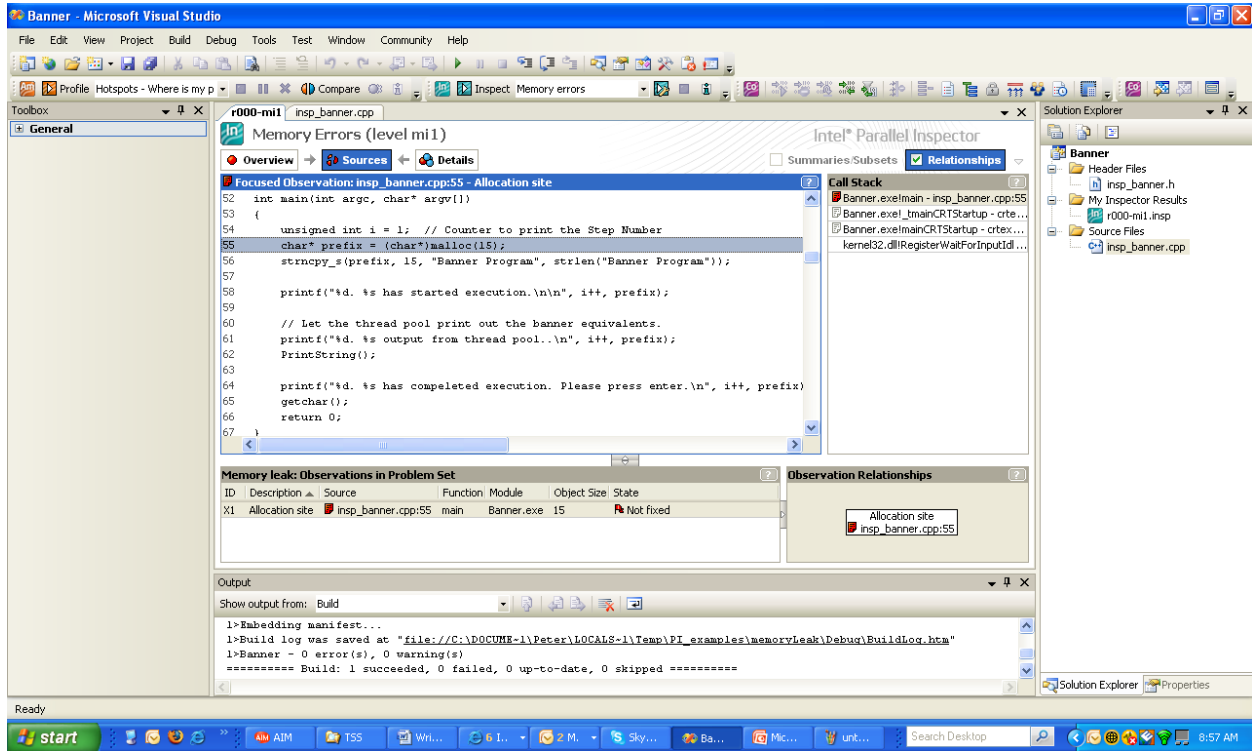 Banner - Microsoft Visual Studio
File Edit View Project Build Debug Tools Test Window Community Help
Profile Hotspots - Where is my p Compare Inspect Memory errors
Toolbox
General
r000-mi1 insp_banner.cpp
Memory Errors (level mi1)
Intel® Parallel Inspector
Overview Sources Details
Summaries/Subsets Relationships
Focused Observation: insp_banner.cpp:55 - Allocation site
52 int main(int argc, char* argv[])
53 {
54 unsigned int i = 1; // Counter to print the Step Number
55 char* prefix = (char*)malloc(15);
56 strncpy_s(prefix, 15, "Banner Program", strlen("Banner Program"));
57
58 printf("%d. %s has started execution.\n\n", i++, prefix);
59
60 // Let the thread pool print out the banner equivalents.
61 printf("%d. %s output from thread pool..\n", i++, prefix);
62 PrintString();
63
64 printf("%d. %s has compeleted execution. Please press enter.\n", i++, prefix)
65 getchar();
66 return 0;
67 }
Call Stack
Banner.exe!main - insp_banner.cpp:55
Banner.exe!_tmainCRTStartup - crte...
Banner.exe!mainCRTStartup - crtex...
kernel32.dll!RegisterWaitForInputIdl ...
Memory leak: Observations in Problem Set
ID Description Source Function Module Object Size State
X1 Allocation site insp_banner.cpp:55 main Banner.exe 15 Not fixed
Observation Relationships
Allocation site
insp_banner.cpp:55
Output
Show output from: Build
1>Embedding manifest...
1>Build log was saved at "file://C:\DOCUME~1\Peter\LOCALS~1\Temp\PI_examples\memoryLeak\Debug\BuildLog.htm"
1>Banner - 0 error(s), 0 warning(s)
========== Build: 1 succeeded, 0 failed, 0 up-to-date, 0 skipped ==========
Solution Explorer
Banner
Header Files
insp_banner.h
My Inspector Results
r000-mi1.insp
Source Files
insp_banner.cpp
Solution Explorer Properties
Ready
start AIM TSS Wri... 6 I... 2 M. Sky... Ba... Mic... unt... Search Desktop 8:57 AM